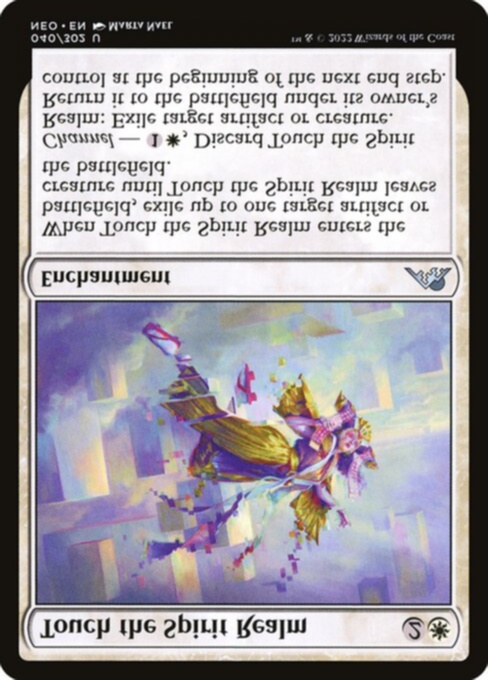 Touch the Spirit Realm 2
Enchantment
When Touch the Spirit Realm enters the
battlefield, exile up to one target artifact or
creature until Touch the Spirit Realm leaves
the battlefield.
Channel — 1, Discard Touch the Spirit
Realm: Exile target artifact or creature.
Return it to the battlefield under its owner's
control at the beginning of the next end step.
040/302 U
NEO • EN MARTA NAEL
™ & © 2022 Wizards of the Coast